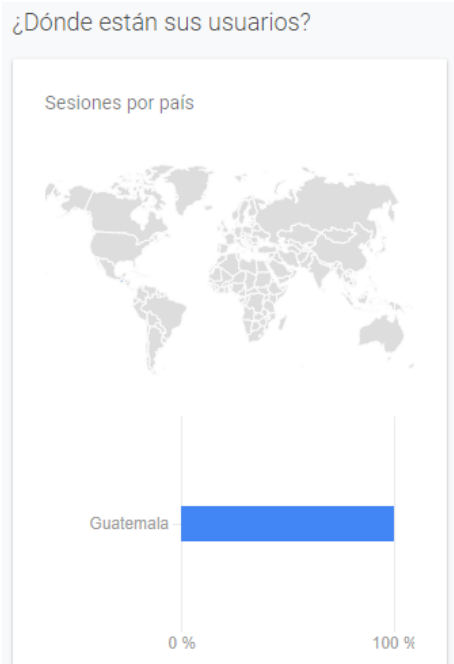 ¿Dónde están sus usuarios?
Sesiones por país
Guatemala
0 %
100 %